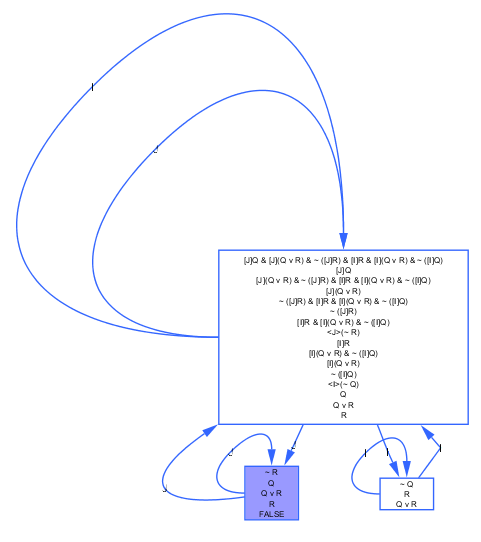 I
J
[J]Q & [J](Q v R) & ~ ([J]R) & [I]R & [I](Q v R) & ~ ([I]Q)
[J]Q
[J](Q v R) & ~ ([J]R) & [I]R & [I](Q v R) & ~ ([I]Q)
[J](Q v R)
~ ([J]R) & [I]R & [I](Q v R) & ~ ([I]Q)
~ ([J]R)
[I]R & [I](Q v R) & ~ ([I]Q)
<J>(~ R)
[I]R
[I](Q v R) & ~ ([I]Q)
[I](Q v R)
~ ([I]Q)
<I>(~ Q)
Q
Q v R
R
J
J
I
I
I
J
~ R
Q
Q v R
R
FALSE
~ Q
R
Q v R